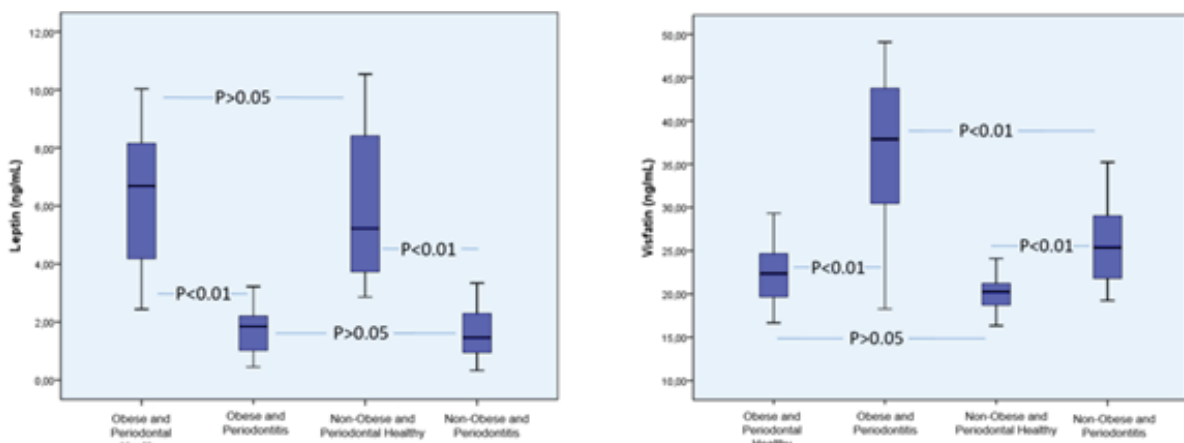 12,00
10,00
8,00
6,00
4,00
2,00
0,00
Leptin (ng/mL)
P>0.05
P<0.01
P<0.01
P>0.05
Obese and
Periodontal
Obese and
Periodontitis
Non-Obese and
Periodontal Healthy
Non-Obese and
Periodontitis
50,00
45,00
40,00
35,00
30,00
25,00
20,00
15,00
10,00
Visfatin (ng/mL)
P<0.01
P<0.01
P<0.01
P>0.05
Obese and
Periodontal
Healthy
Obese and
Periodontitis
Non-Obese and
Periodontal Healthy
Non-Obese and
Periodontitis